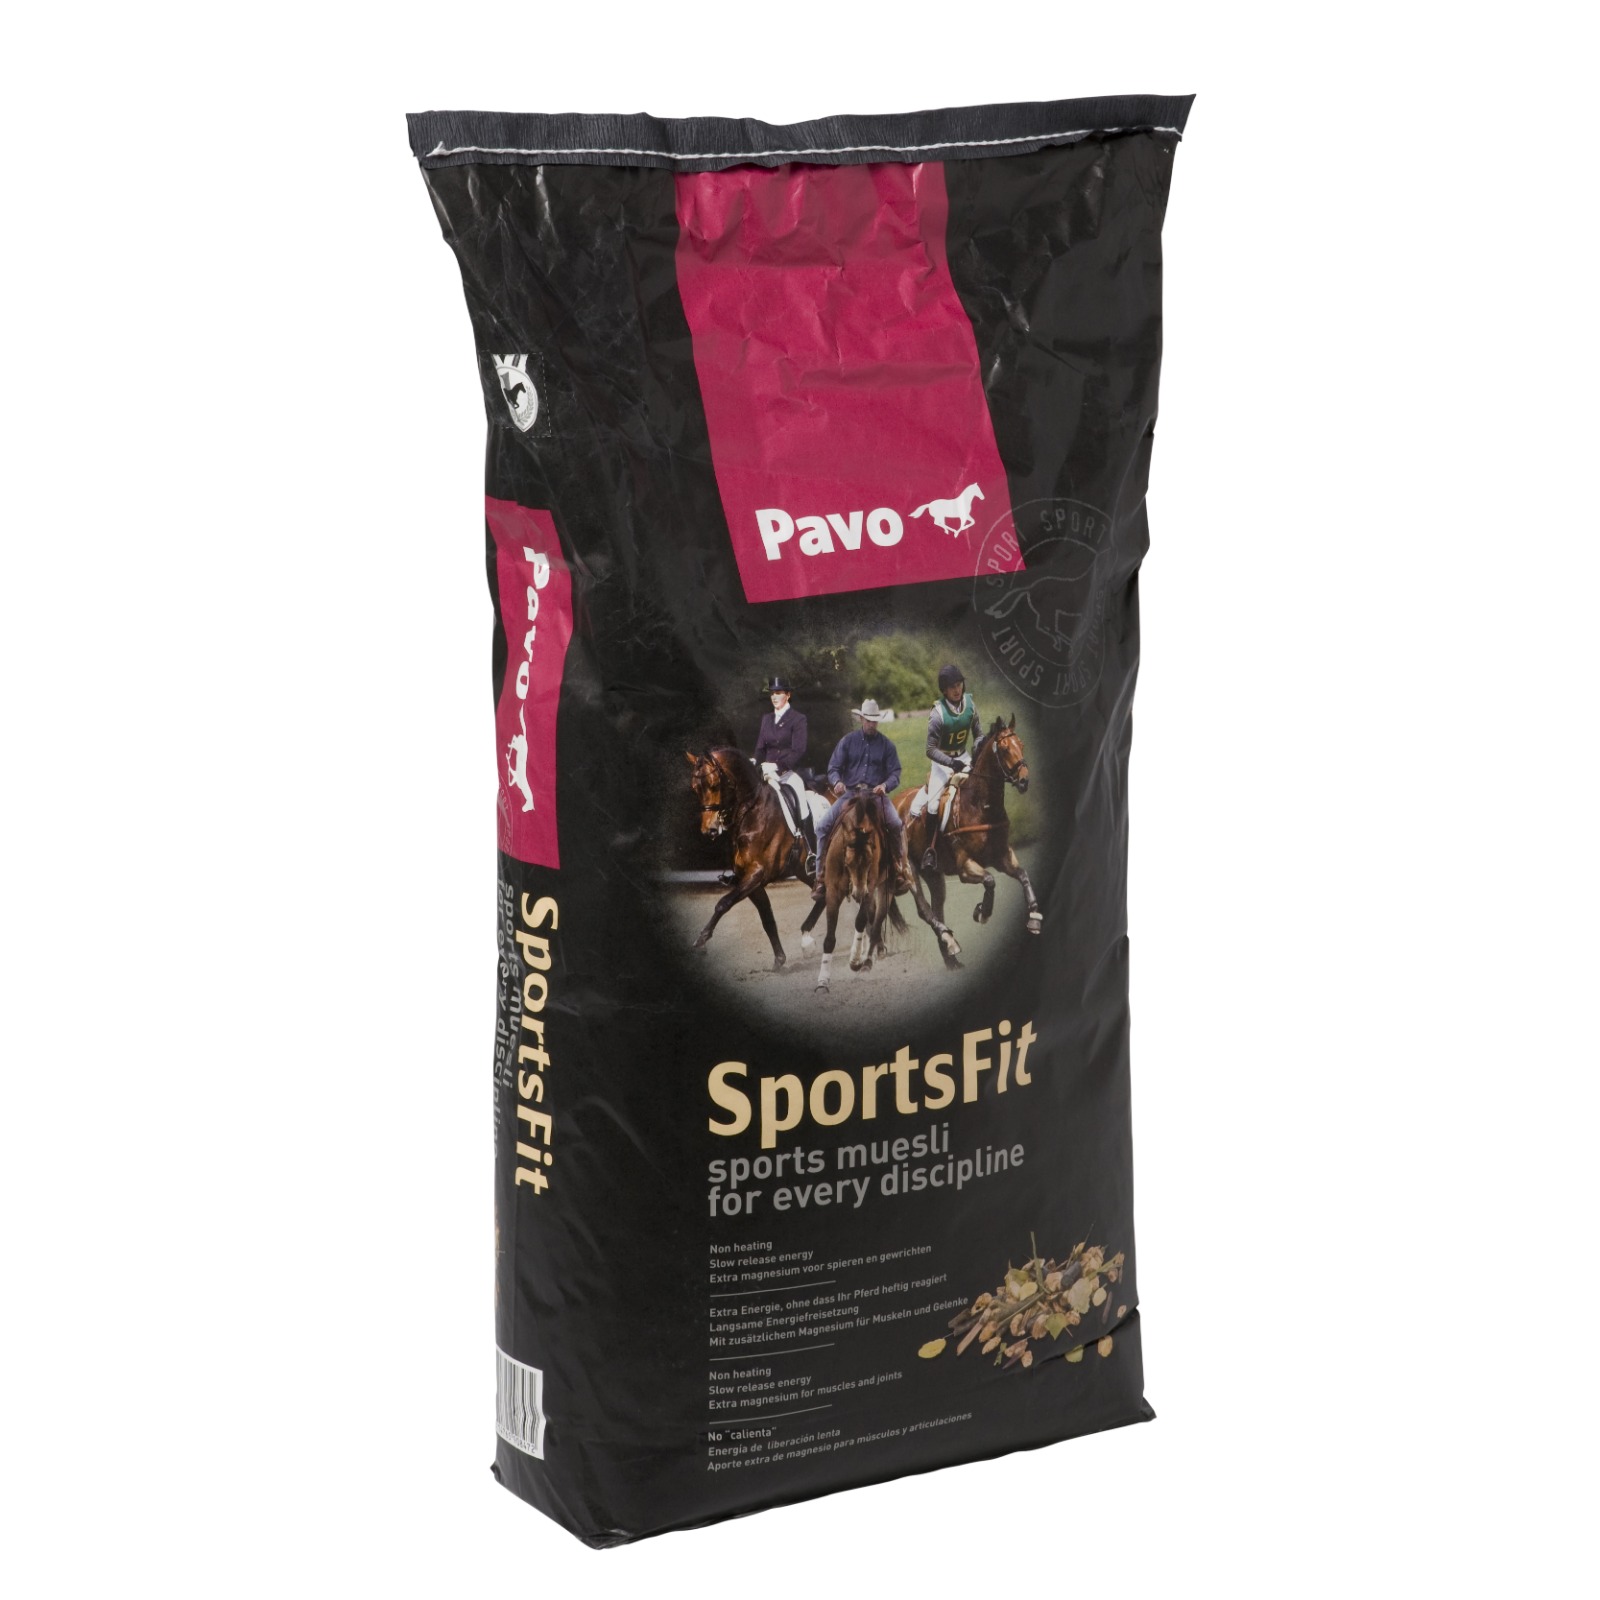 Pavo
SPORT SPORT SPORT SPORT SPORT
19
SportsFit
sports muesli
for every discipline
Non heating
Slow release energy
Extra magnesium voor spieren en gewrichten
Extra Energie, ohne dass Ihr Pferd heftig reagiert
Langsame Energiefreisetzung
Mit zusätzlichem Magnesium für Muskeln und Gelenke
Non heating
Slow release energy
Extra magnesium for muscles and joints
No "calienta"
Energía de liberación lenta
Aporte extra de magnesio para músculos y articulaciones
Pavo
SportsFit
sports muesli
for every discipline